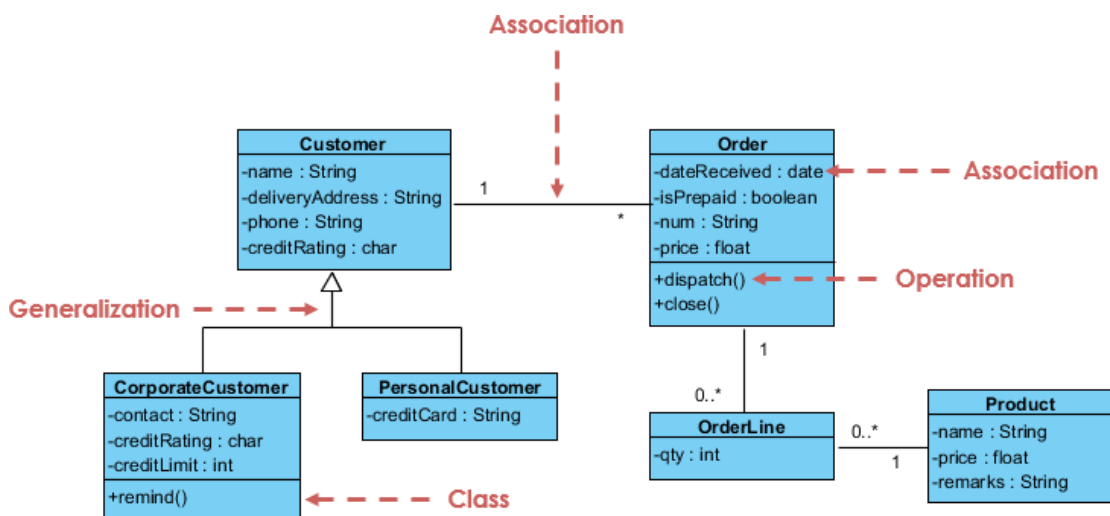 Association
Customer
-name : String
-deliveryAddress : String
-phone : String
-creditRating : char
1
*
Order
-dateReceived : date
-isPrepaid : boolean
-num : String
-price : float
+dispatch()
+close()
Association
Operation
Generalization
CorporateCustomer
-contact : String
-creditRating : char
-creditLimit : int
+remind()
Class
PersonalCustomer
-creditCard : String
1
0..*
OrderLine
-qty : int
0..*
1
Product
-name : String
-price : float
-remarks : String